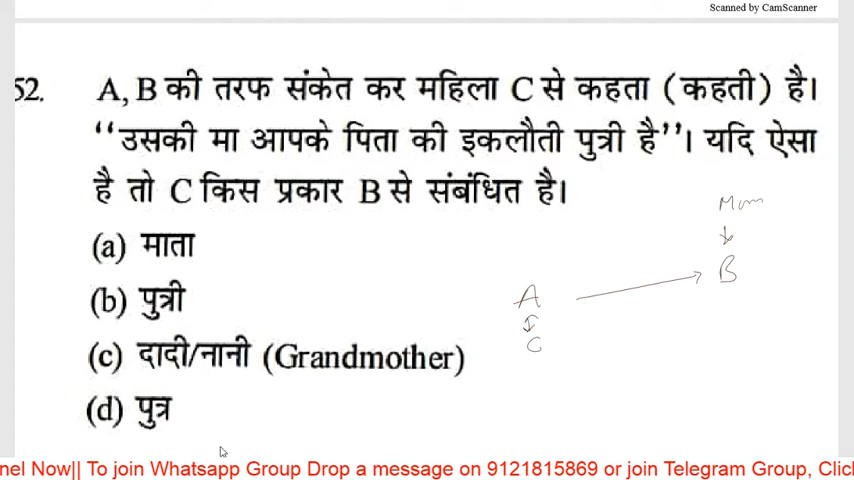 Scanned by CamScanner
52. A, B की तरफ संकेत कर महिला C से कहता (कहती) है।
“उसकी मा आपके पिता की इकलौती पुत्री है”। यदि ऐसा
है तो C किस प्रकार B से संबंधित है।
(a) माता
(b) पुत्री
(c) दादी/नानी (Grandmother)
(d) पुत्र
Mom
B
A
C
nel Now|| To join Whatsapp Group Drop a message on 9121815869 or join Telegram Group, Clic